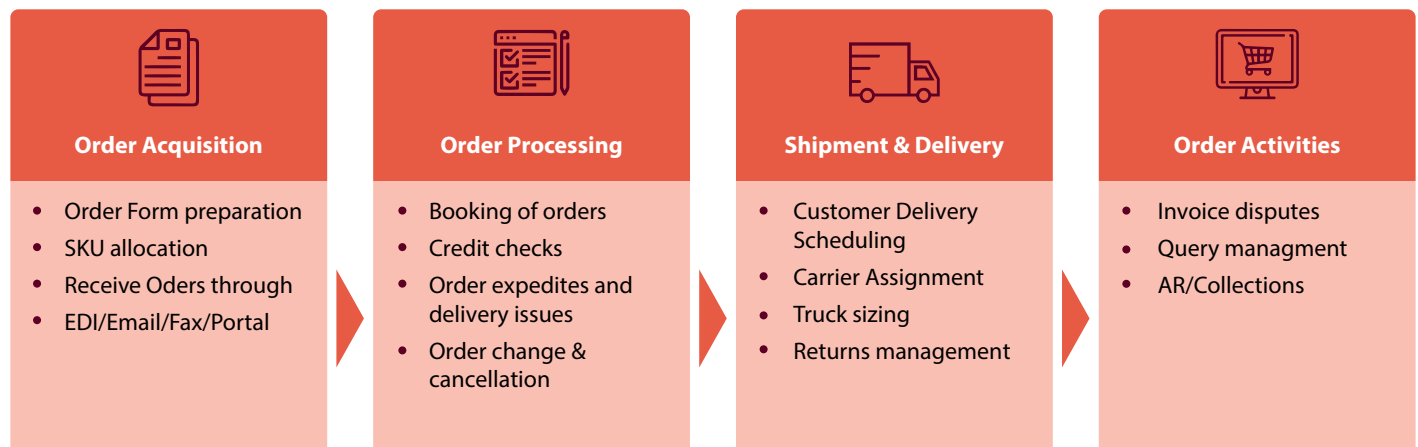 Order Acquisition
• Order Form preparation
• SKU allocation
• Receive Oders through
• EDI/Email/Fax/Portal
Order Processing
• Booking of orders
• Credit checks
• Order expedites and
delivery issues
• Order change &
cancellation
Shipment & Delivery
• Customer Delivery
Scheduling
• Carrier Assignment
• Truck sizing
• Returns management
Order Activities
• Invoice disputes
• Query managment
• AR/Collections